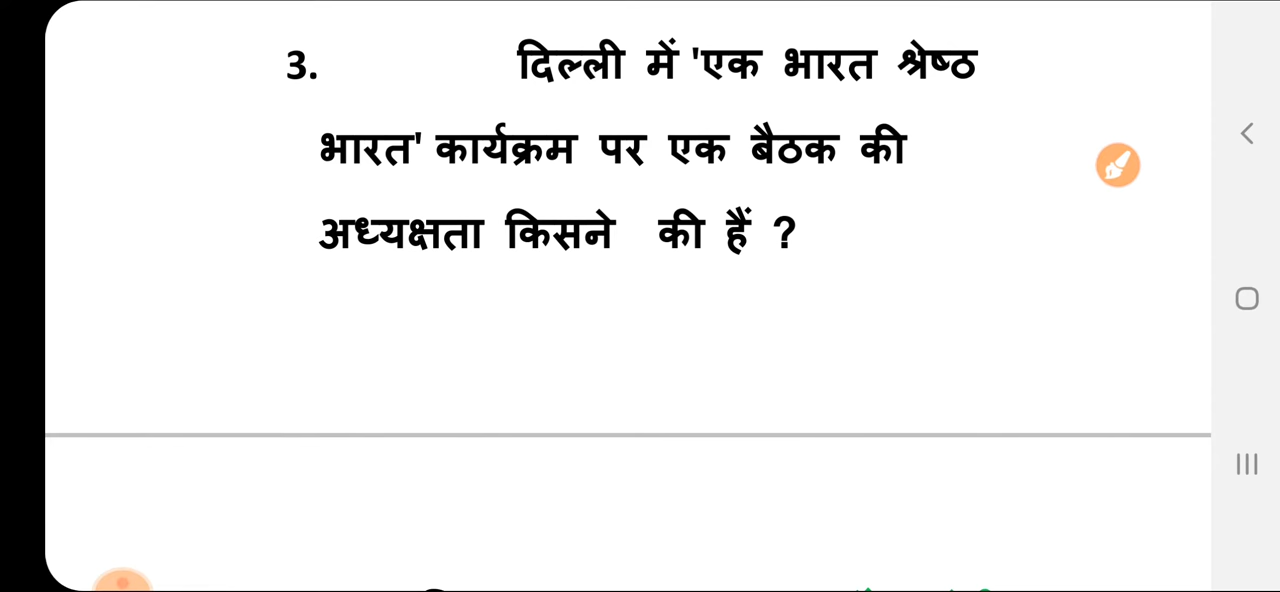 3. दिल्ली में 'एक भारत श्रेष्ठ
भारत' कार्यक्रम पर एक बैठक की
अध्यक्षता किसने की हैं ?